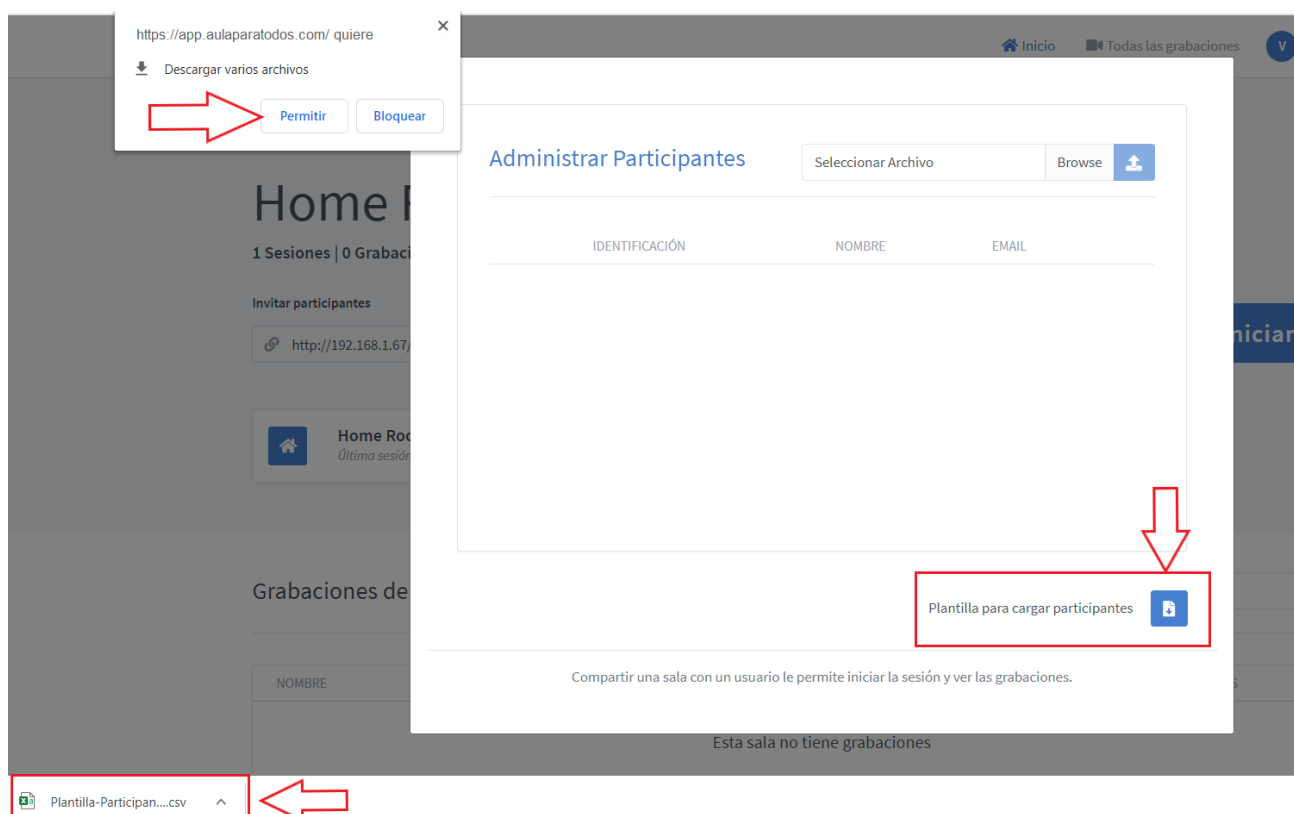 https://app.aulaparatodos.com/ quiere
Descargar varios archivos
Permitir
Bloquear
Inicio
Todas las grabaciones
V
Administrar Participantes
Seleccionar Archivo
Browse
IDENTIFICACIÓN
NOMBRE
EMAIL
Home R
1 Sesiones | 0 Grabaci
Invitar participantes
http://192.168.1.67/
niciar
Home Roo
Última sesión
Plantilla para cargar participantes
Grabaciones de
Compartir una sala con un usuario le permite iniciar la sesión y ver las grabaciones.
NOMBRE
S
Esta sala no tiene grabaciones
Plantilla-Participan....csv